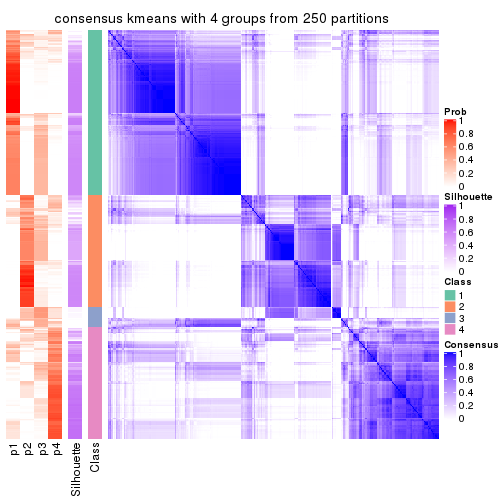 consensus kmeans with 4 groups from 250 partitions
Prob
1
0.8
0.6
0.4
0.2
0
Silhouette
1
0.8
0.6
0.4
0.2
0
Class
1
2
3
4
Consensus
1
0.8
0.6
0.4
0.2
0
p1
p2
p3
p4
Silhouette
Class